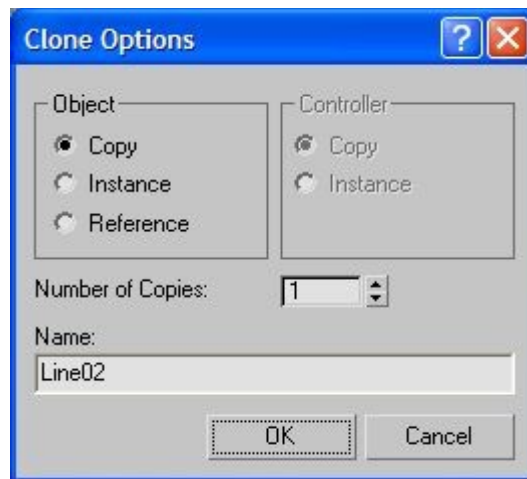 Clone Options
Object
Controller
Copy
Copy
Instance
Instance
Reference
Number of Copies: 1
Name:
Line02
OK Cancel